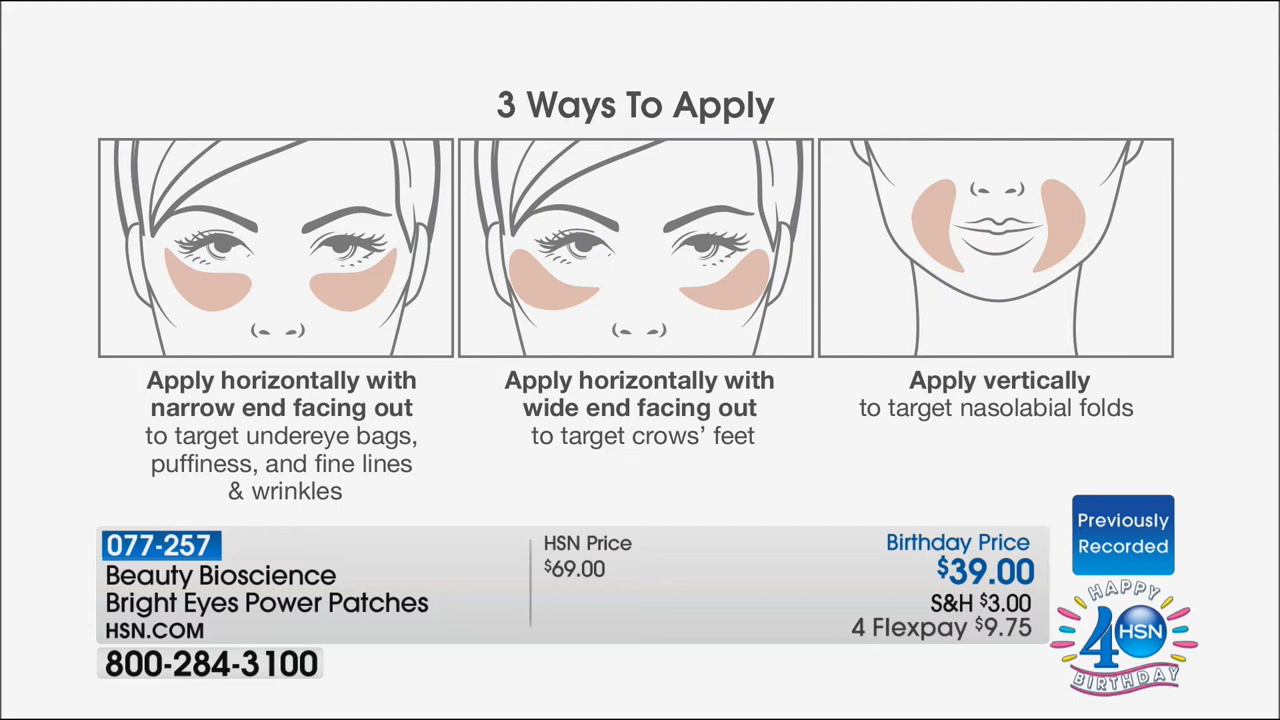 3 Ways To Apply
Apply horizontally with
narrow end facing out
to target undereye bags,
puffiness, and fine lines
& wrinkles
Apply horizontally with
wide end facing out
to target crows’ feet
Apply vertically
to target nasolabial folds
077-257
Beauty Bioscience
Bright Eyes Power Patches
HSN.COM
800-284-3100
HSN Price
$69.00
Birthday Price
$39.00
S&H $3.00
4 Flexpay $9.75
Previously
Recorded
HAPPY
40 HSN
BIRTHDAY